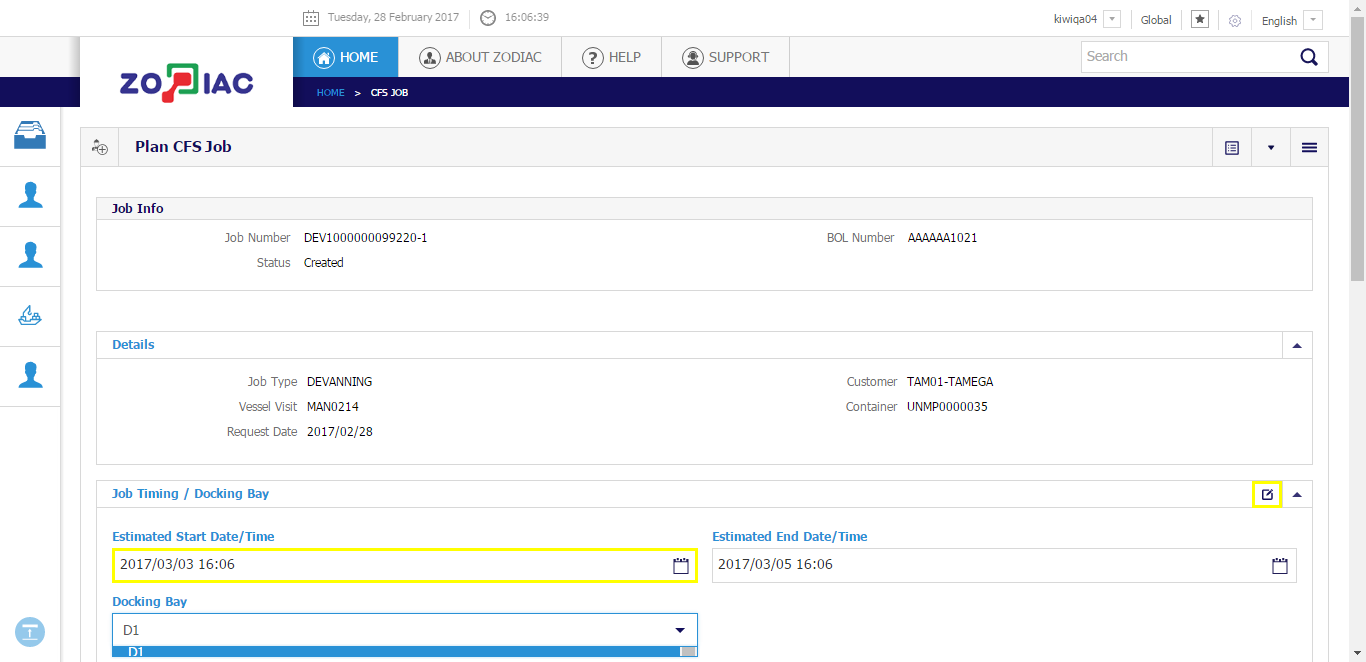 Tuesday, 28 February 2017 16:06:39 kiwiqa04 Global English
ZODIAC HOME ABOUT ZODIAC ? HELP SUPPORT Search
HOME > CFS JOB
Plan CFS Job
Job Info
Job Number DEV1000000099220-1 BOL Number AAAAAA1021
Status Created
Details
Job Type DEVANNING Customer TAM01-TAMEGA
Vessel Visit MAN0214 Container UNMP0000035
Request Date 2017/02/28
Job Timing / Docking Bay
Estimated Start Date/Time Estimated End Date/Time
2017/03/03 16:06 2017/03/05 16:06
Docking Bay
D1
D1